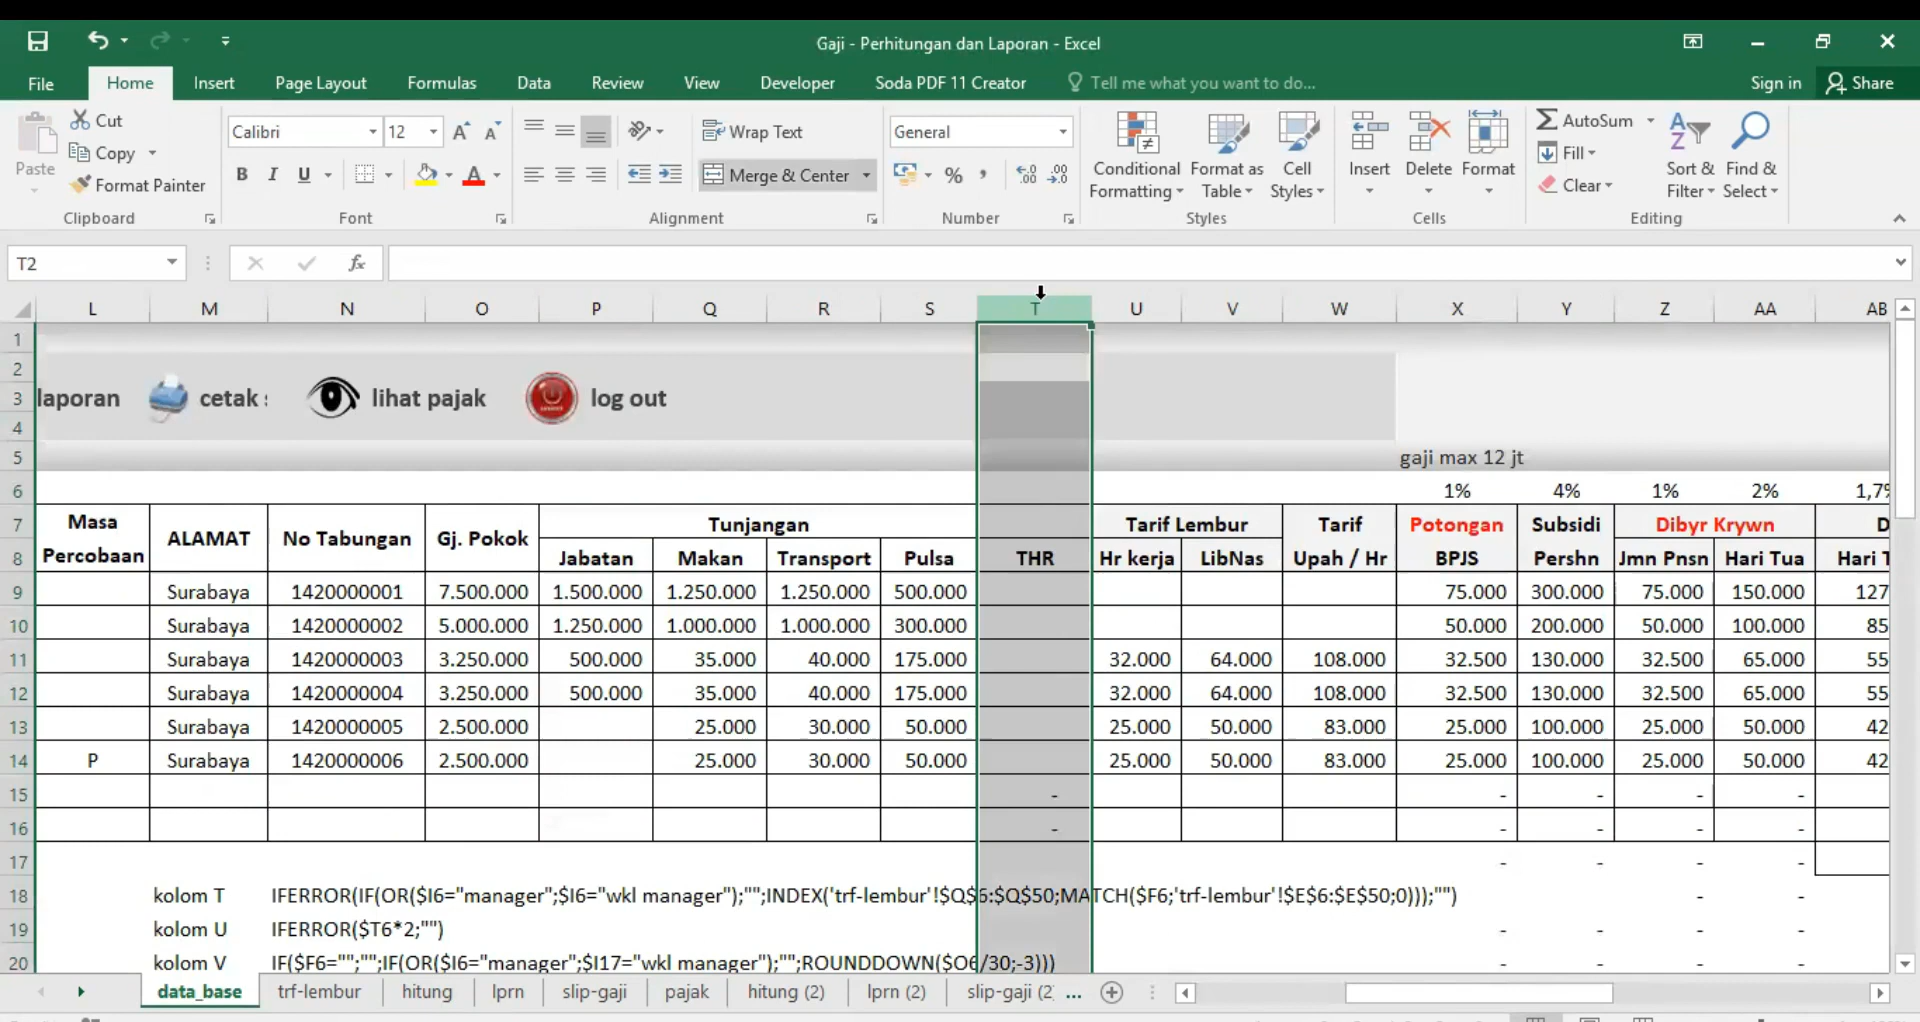 Gaji - Perhitungan dan Laporan - Excel
File Home Insert Page Layout Formulas Data Review View Developer Soda PDF 11 Creator Tell me what you want to do... Sign in Share
Paste Cut Copy Format Painter
Clipboard
Calibri 12
B I U
Font
Wrap Text
Merge & Center
Alignment
General
%
Number
Conditional Formatting
Format as Table
Cell Styles
Styles
Insert Delete Format
Cells
AutoSum
Fill
Clear
Sort & Filter
Find & Select
Editing
T2 fx
L M N O P Q R S T U V W X Y Z AA AB
1
2
3 laporan cetak s lihat pajak log out
4
5 gaji max 12 jt
6 1% 4% 1% 2% 1,7%
7 Masa ALAMAT No Tabungan Gj. Pokok Tunjangan Tarif Lembur Tarif Potongan Subsidi Dibyr Krywn D
8 Percobaan Jabatan Makan Transport Pulsa THR Hr kerja LibNas Upah / Hr BPJS Pershn Jmn Pnsn Hari Tua Hari T
9 Surabaya 1420000001 7.500.000 1.500.000 1.250.000 1.250.000 500.000 75.000 300.000 75.000 150.000 127
10 Surabaya 1420000002 5.000.000 1.250.000 1.000.000 1.000.000 300.000 50.000 200.000 50.000 100.000 85
11 Surabaya 1420000003 3.250.000 500.000 35.000 40.000 175.000 32.000 64.000 108.000 32.500 130.000 32.500 65.000 55
12 Surabaya 1420000004 3.250.000 500.000 35.000 40.000 175.000 32.000 64.000 108.000 32.500 130.000 32.500 65.000 55
13 Surabaya 1420000005 2.500.000 25.000 30.000 50.000 25.000 50.000 83.000 25.000 100.000 25.000 50.000 42
14 P Surabaya 1420000006 2.500.000 25.000 30.000 50.000 25.000 50.000 83.000 25.000 100.000 25.000 50.000 42
15 - - - - -
16 - - - - -
17 - - - -
18 kolom T IFERROR(IF(OR($I6="manager";$I6="wkl manager");"";INDEX('trf-lembur'!$Q$6:$Q$50;MATCH($F6;'trf-lembur'!$E$6:$E$50;0)));"") - -
19 kolom U IFERROR($T6*2;"") - - - -
20 kolom V IF($F6="";"";IF(OR($I6="manager";$I17="wkl manager");"";ROUNDDOWN($O6/30;-3))) - - - -
data_base trf-lembur hitung lprn slip-gaji pajak hitung (2) lprn (2) slip-gaji (2) ...